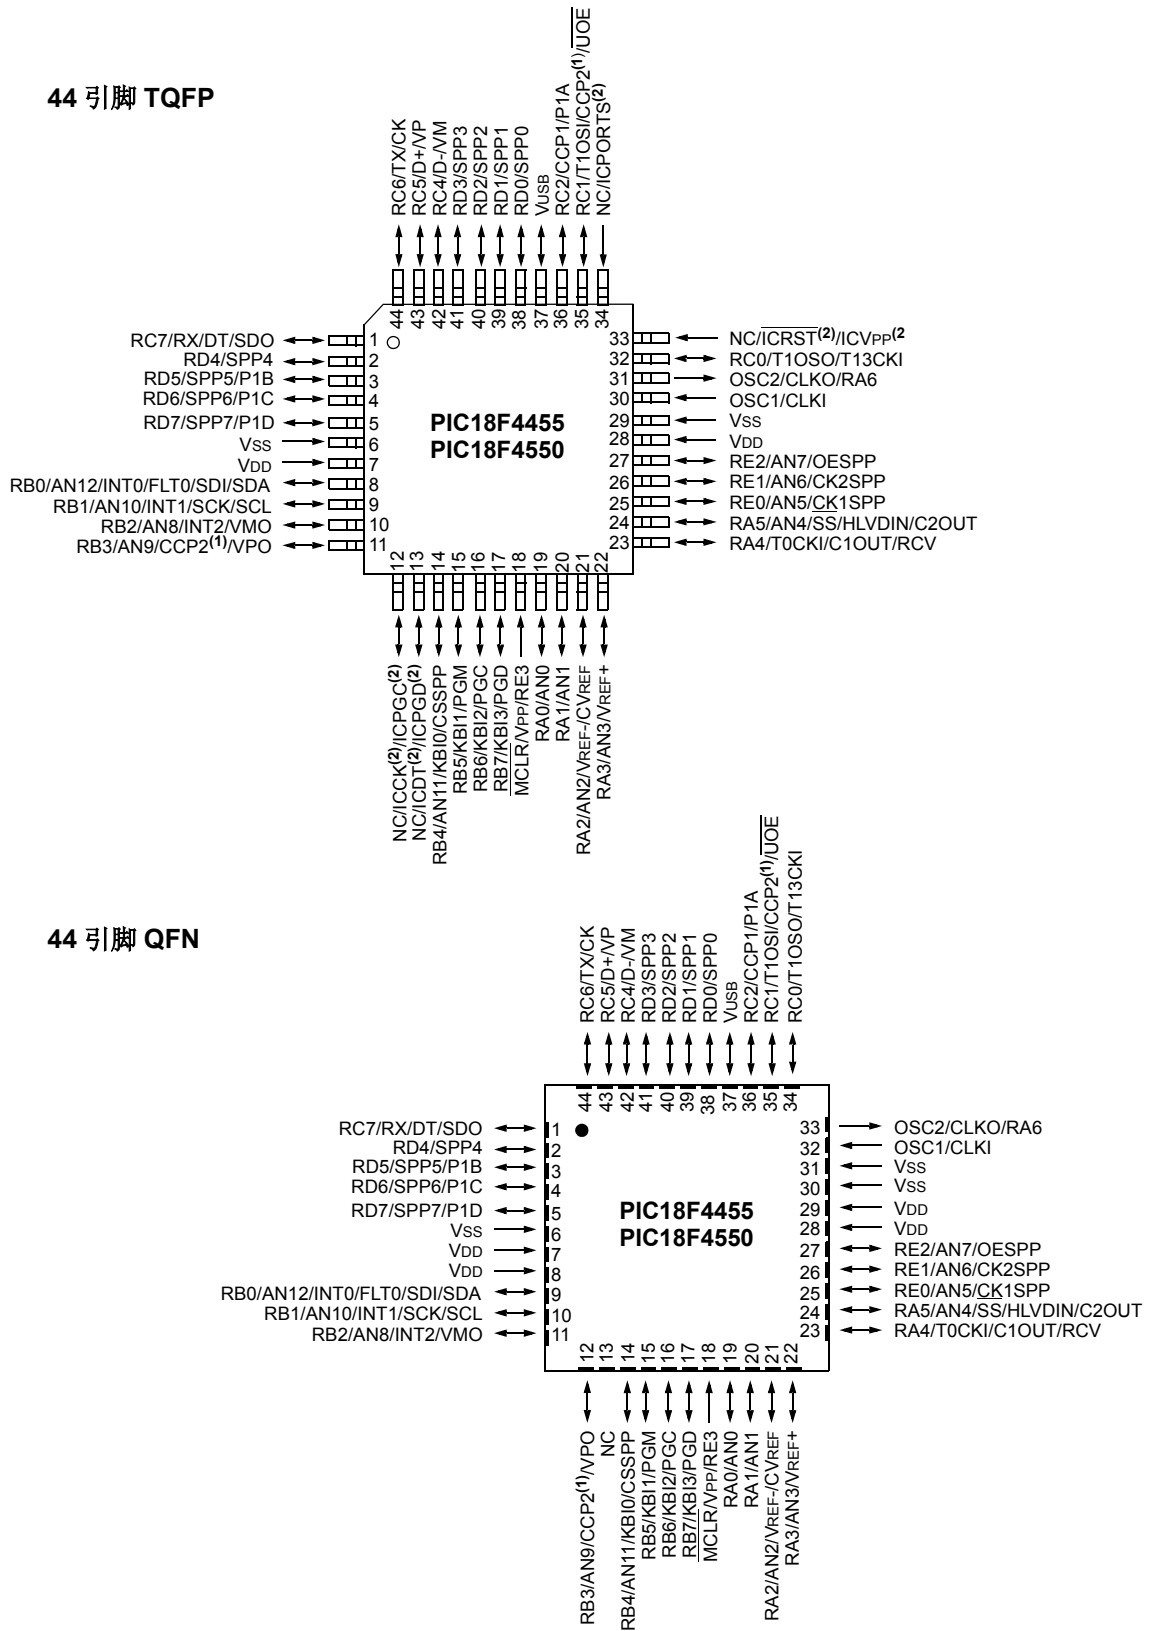 44 引脚 TQFP
RC6/TX/CK
RC5/D+/VP
RC4/D-/VM
RD3/SPP3
RD2/SPP2
RD1/SPP1
RD0/SPP0
VUSB
RC2/CCP1/P1A
RC1/T1OSI/CCP2(1)/UOE
NC/ICPORTS(2)
44 43 42 41 40 39 38 37 36 35 34
RC7/RX/DT/SDO 1
RD4/SPP4 2
RD5/SPP5/P1B 3
RD6/SPP6/P1C 4
RD7/SPP7/P1D 5
VSS 6
VDD 7
RB0/AN12/INT0/FLT0/SDI/SDA 8
RB1/AN10/INT1/SCK/SCL 9
RB2/AN8/INT2/VMO 10
RB3/AN9/CCP2(1)/VPO 11
PIC18F4455
PIC18F4550
33 NC/ICRST(2)/ICVPP(2
32 RC0/T1OSO/T13CKI
31 OSC2/CLKO/RA6
30 OSC1/CLKI
29 VSS
28 VDD
27 RE2/AN7/OESPP
26 RE1/AN6/CK2SPP
25 RE0/AN5/CK1SPP
24 RA5/AN4/SS/HLVDIN/C2OUT
23 RA4/T0CKI/C1OUT/RCV
12 13 14 15 16 17 18 19 20 21 22
NC/ICCK(2)/ICPGC(2)
NC/ICDT(2)/ICPGD(2)
RB4/AN11/KBI0/CSSPP
RB5/KBI1/PGM
RB6/KBI2/PGC
RB7/KBI3/PGD
MCLR/VPP/RE3
RA0/AN0
RA1/AN1
RA2/AN2/VREF-/CVREF
RA3/AN3/VREF+
44 引脚 QFN
RC6/TX/CK
RC5/D+/VP
RC4/D-/VM
RD3/SPP3
RD2/SPP2
RD1/SPP1
RD0/SPP0
VUSB
RC2/CCP1/P1A
RC1/T1OSI/CCP2(1)/UOE
RC0/T1OSO/T13CKI
44 43 42 41 40 39 38 37 36 35 34
RC7/RX/DT/SDO 1
RD4/SPP4 2
RD5/SPP5/P1B 3
RD6/SPP6/P1C 4
RD7/SPP7/P1D 5
VSS 6
VDD 7
VDD 8
RB0/AN12/INT0/FLT0/SDI/SDA 9
RB1/AN10/INT1/SCK/SCL 10
RB2/AN8/INT2/VMO 11
PIC18F4455
PIC18F4550
33 OSC2/CLKO/RA6
32 OSC1/CLKI
31 VSS
30 VSS
29 VDD
28 VDD
27 RE2/AN7/OESPP
26 RE1/AN6/CK2SPP
25 RE0/AN5/CK1SPP
24 RA5/AN4/SS/HLVDIN/C2OUT
23 RA4/T0CKI/C1OUT/RCV
12 13 14 15 16 17 18 19 20 21 22
RB3/AN9/CCP2(1)/VPO
NC
RB4/AN11/KBI0/CSSPP
RB5/KBI1/PGM
RB6/KBI2/PGC
RB7/KBI3/PGD
MCLR/VPP/RE3
RA0/AN0
RA1/AN1
RA2/AN2/VREF-/CVREF
RA3/AN3/VREF+